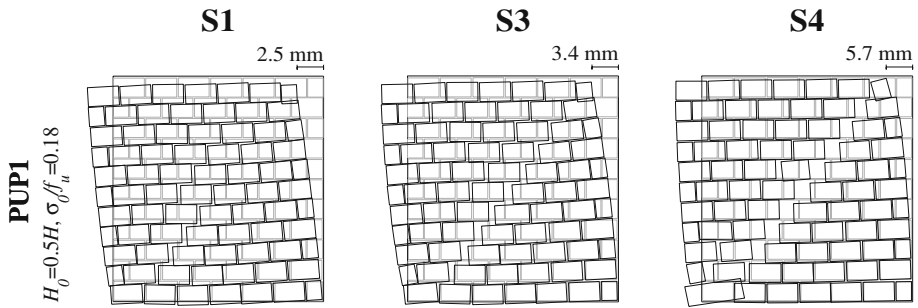 S1 S3 S4
2.5 mm 3.4 mm 5.7 mm
PUP1
H₀=0.5H, σ₀/fᵤ=0.18